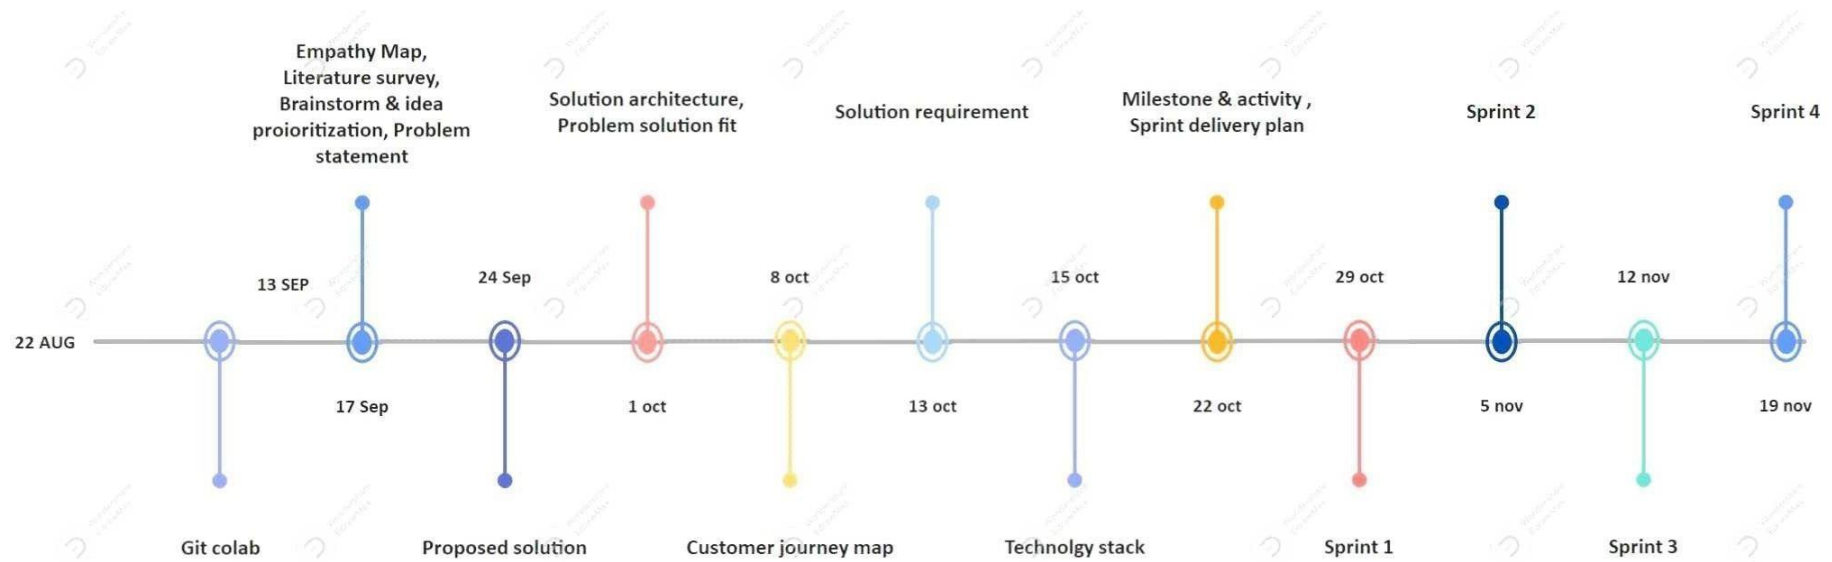 Empathy Map,
Literature survey,
Brainstorm & idea
proioritization, Problem
statement
Solution architecture,
Problem solution fit
Solution requirement
Milestone & activity ,
Sprint delivery plan
Sprint 2
Sprint 4
13 SEP
24 Sep
8 oct
15 oct
29 oct
12 nov
22 AUG
17 Sep
1 oct
13 oct
22 oct
5 nov
19 nov
Git colab
Proposed solution
Customer journey map
Technolgy stack
Sprint 1
Sprint 3